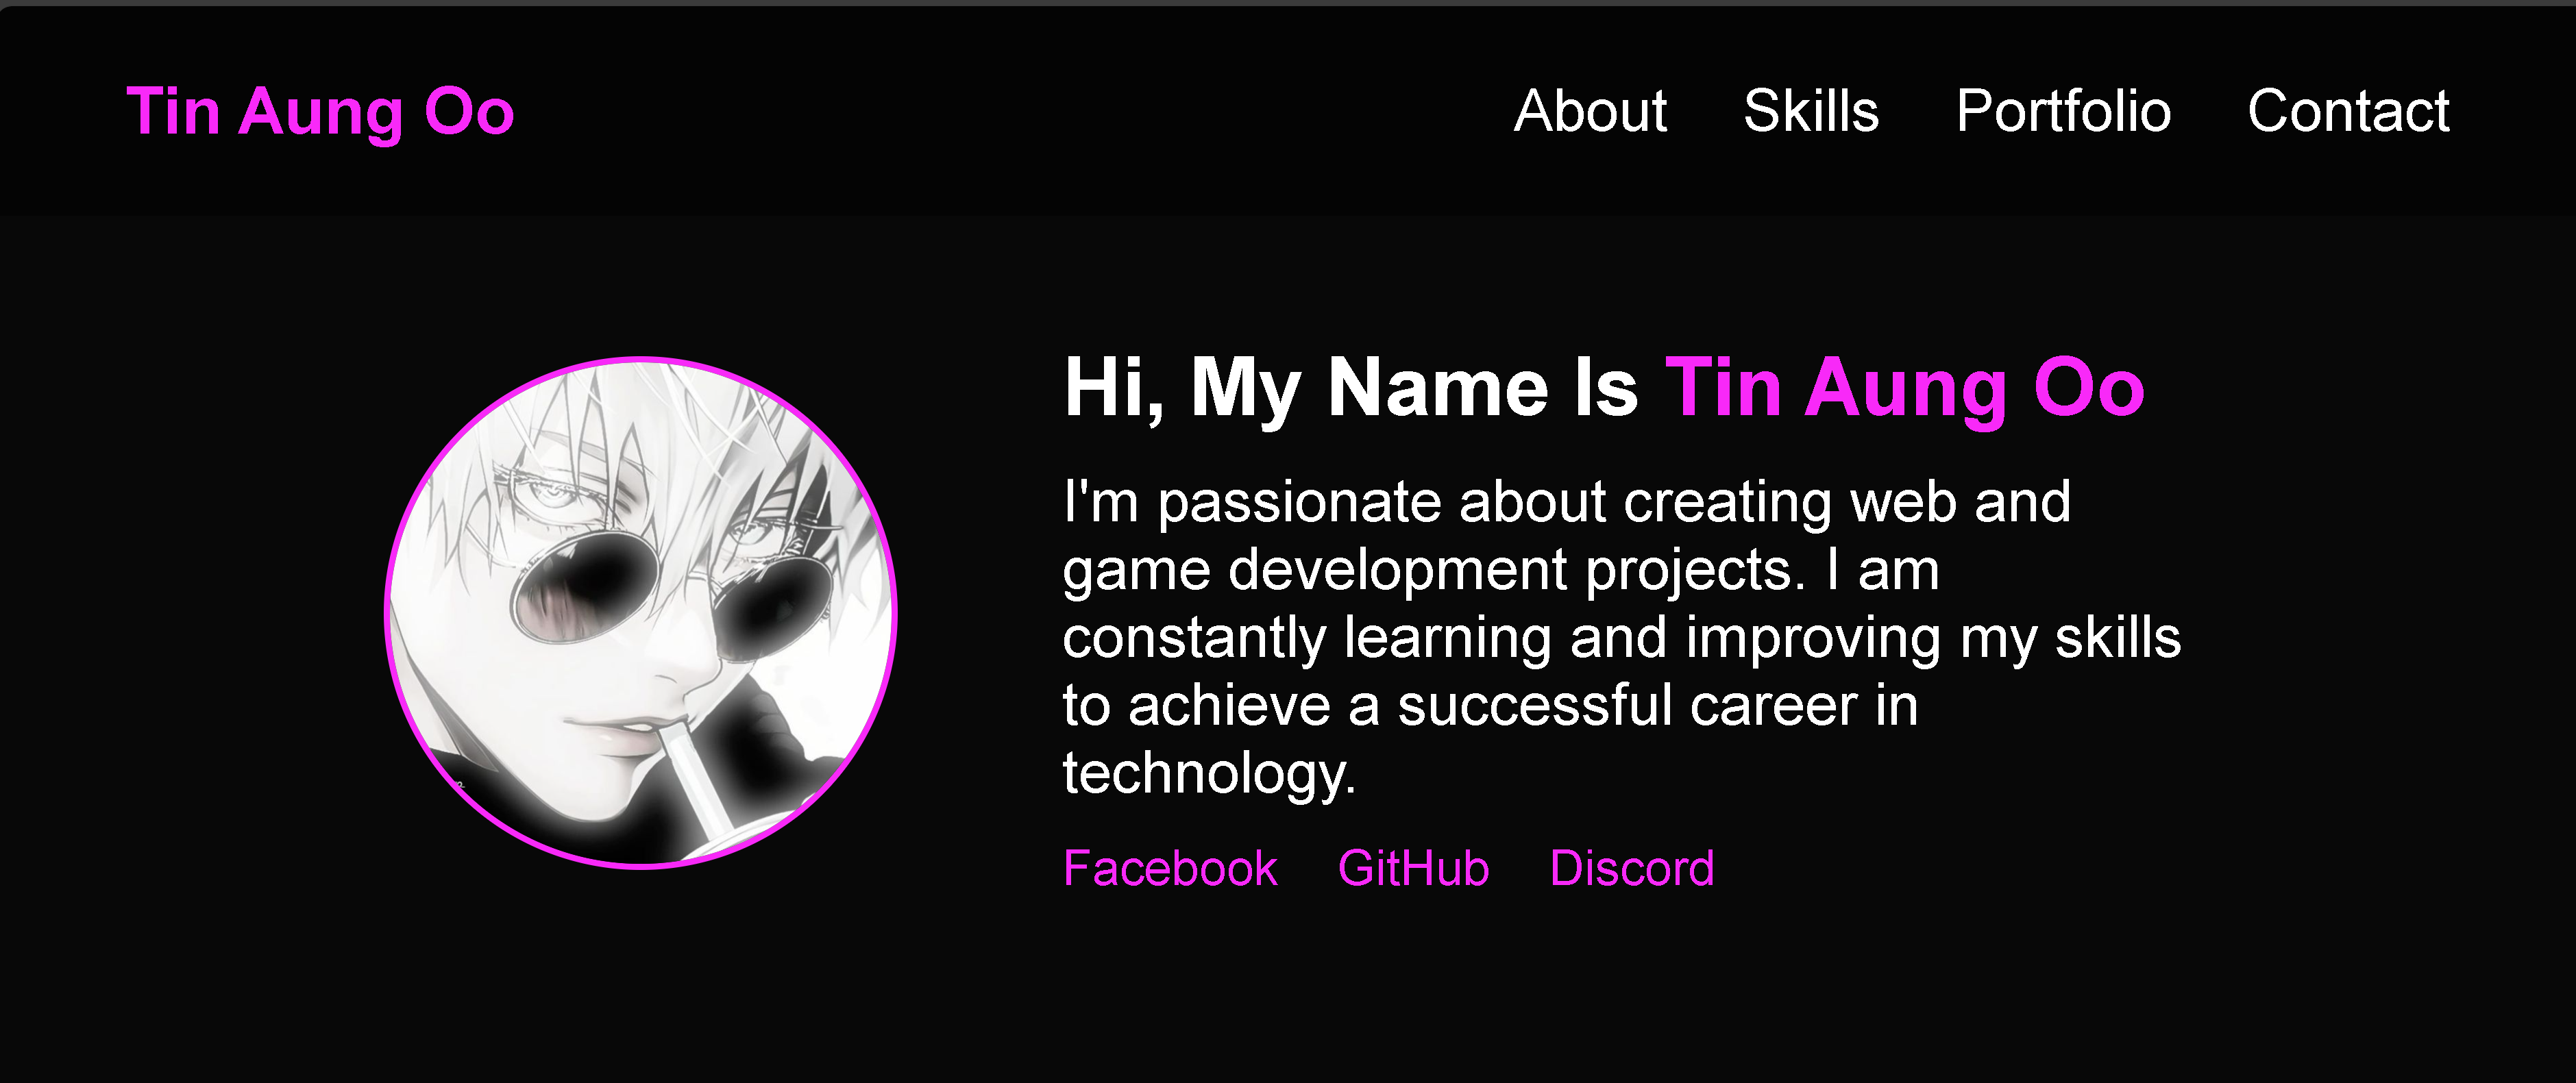 Tin Aung Oo
About Skills Portfolio Contact
Hi, My Name Is Tin Aung Oo
I'm passionate about creating web and
game development projects. I am
constantly learning and improving my skills
to achieve a successful career in
technology.
Facebook GitHub Discord